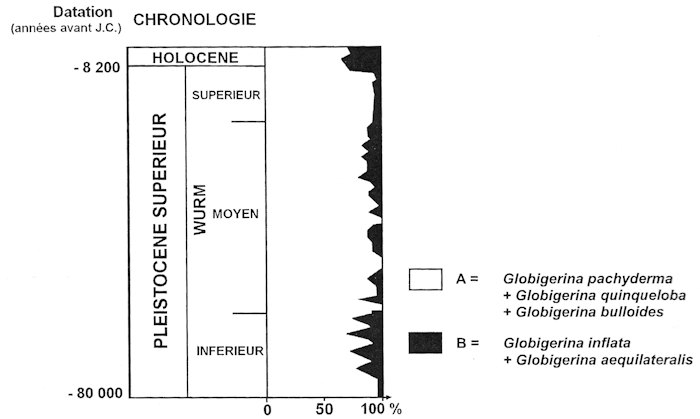 Datation
(années avant J.C.)
CHRONOLOGIE
HOLOCENE
- 8 200
SUPERIEUR
PLEISTOCENE SUPERIEUR
WURM
MOYEN
INFERIEUR
- 80 000
0 50 100 %
A = Globigerina pachyderma
+ Globigerina quinqueloba
+ Globigerina bulloides
B = Globigerina inflata
+ Globigerina aequilateralis